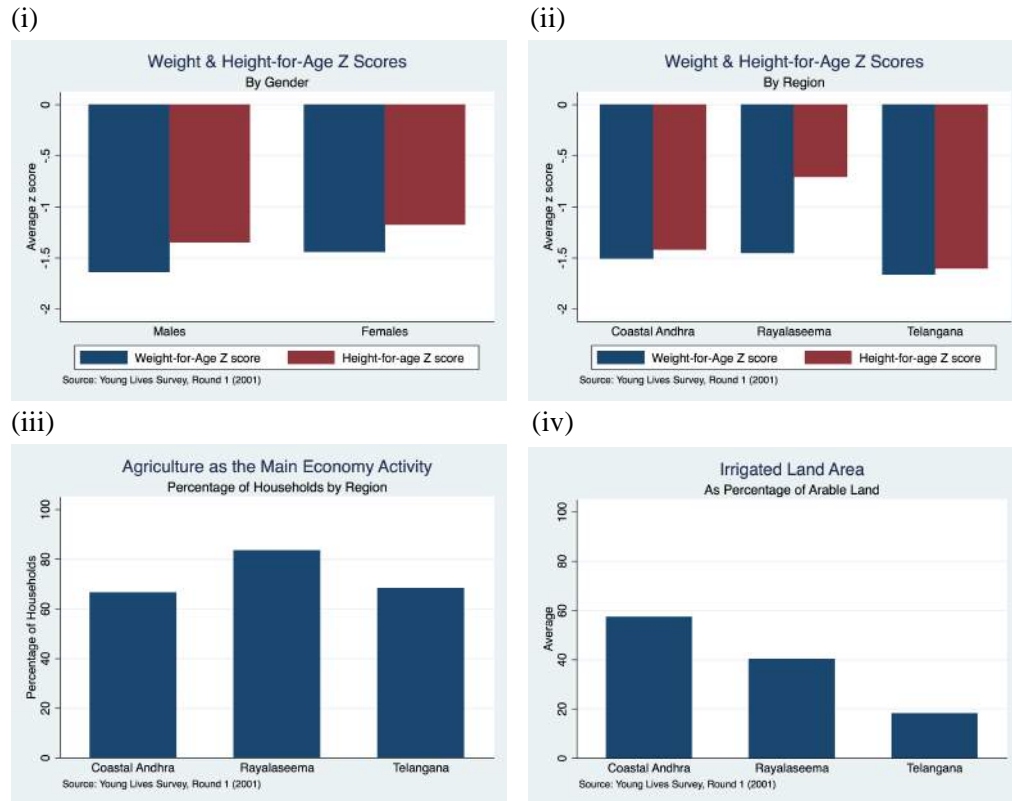 (i)
Weight & Height-for-Age Z Scores
By Gender
Average z score
0
-.5
-1
-1.5
-2
Males Females
Weight-for-Age Z score Height-for-age Z score
Source: Young Lives Survey, Round 1 (2001)
(ii)
Weight & Height-for-Age Z Scores
By Region
Average z score
0
-.5
-1
-1.5
-2
Coastal Andhra Rayalaseema Telangana
Weight-for-Age Z score Height-for-age Z score
Source: Young Lives Survey, Round 1 (2001)
(iii)
Agriculture as the Main Economy Activity
Percentage of Households by Region
Percentage of Households
100
80
60
40
20
0
Coastal Andhra Rayalaseema Telangana
Source: Young Lives Survey, Round 1 (2001)
(iv)
Irrigated Land Area
As Percentage of Arable Land
Average
100
80
60
40
20
0
Coastal Andhra Rayalaseema Telangana
Source: Young Lives Survey, Round 1 (2001)